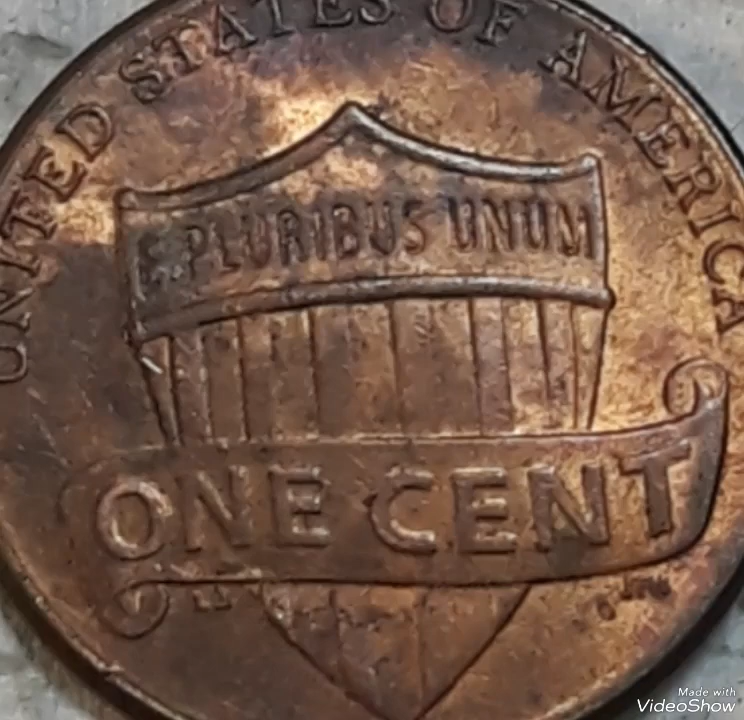 UNITED STATES OF AMERICA
E PLURIBUS UNUM
ONE CENT
Made with
VideoShow